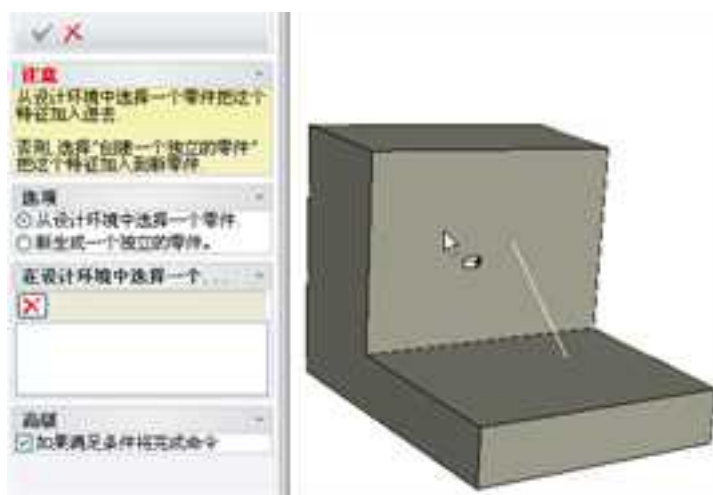 注意
从设计环境中选择一个零件把这个
特征加入进去
否则,选择"创建一个独立的零件"
把这个特征加入到新零件
选项
从设计环境中选择一个零件
新生成一个独立的零件。
在设计环境中选择一个...
高级
如果满足条件将完成命令